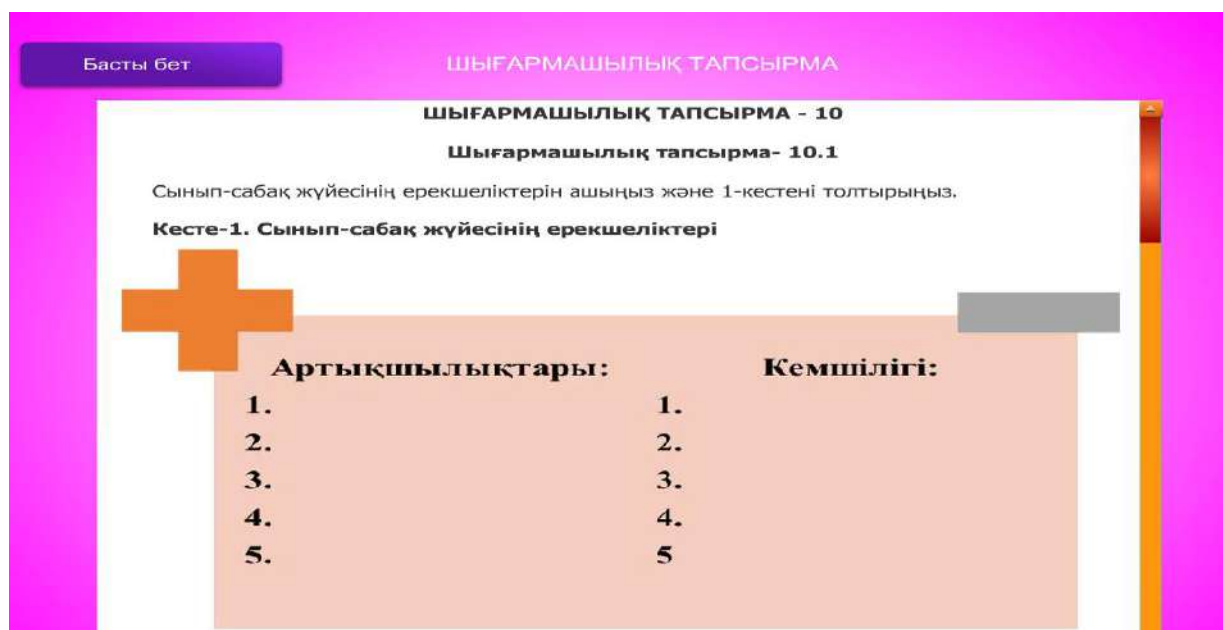 Басты бет
ШЫҒАРМАШЫЛЫҚ ТАПСЫРМА
ШЫҒАРМАШЫЛЫҚ ТАПСЫРМА - 10
Шығармашылық тапсырма- 10.1
Сынып-сабақ жүйесінің ерекшеліктерін ашыңыз және 1-кестені толтырыңыз.
Кесте-1. Сынып-сабақ жүйесінің ерекшеліктері
Артықшылықтары:
1.
2.
3.
4.
5.
Кемшілігі:
1.
2.
3.
4.
5